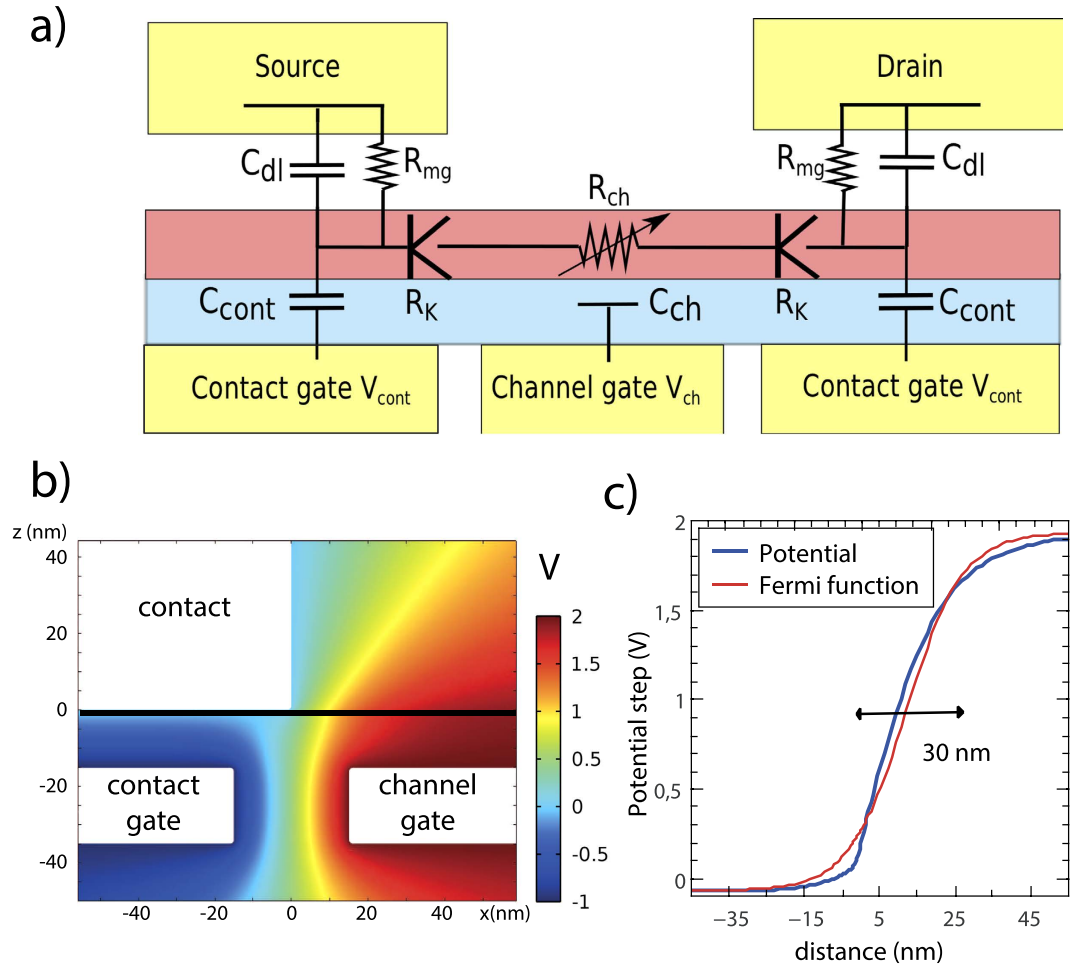 a)
Source
Drain
C_dl
R_mg
R_ch
R_mg
C_dl
C_cont
R_K
C_ch
R_K
C_cont
Contact gate V_cont
Channel gate V_ch
Contact gate V_cont
b)
z (nm)
40
20
0
-20
-40
contact
contact
gate
channel
gate
-40
-20
0
20
40
x(nm)
V
2
1.5
1
0.5
0
-0.5
-1
c)
2
1,5
1
0,5
0
Potential step (V)
Potential
Fermi function
30 nm
−35
−15
5
25
45
distance (nm)